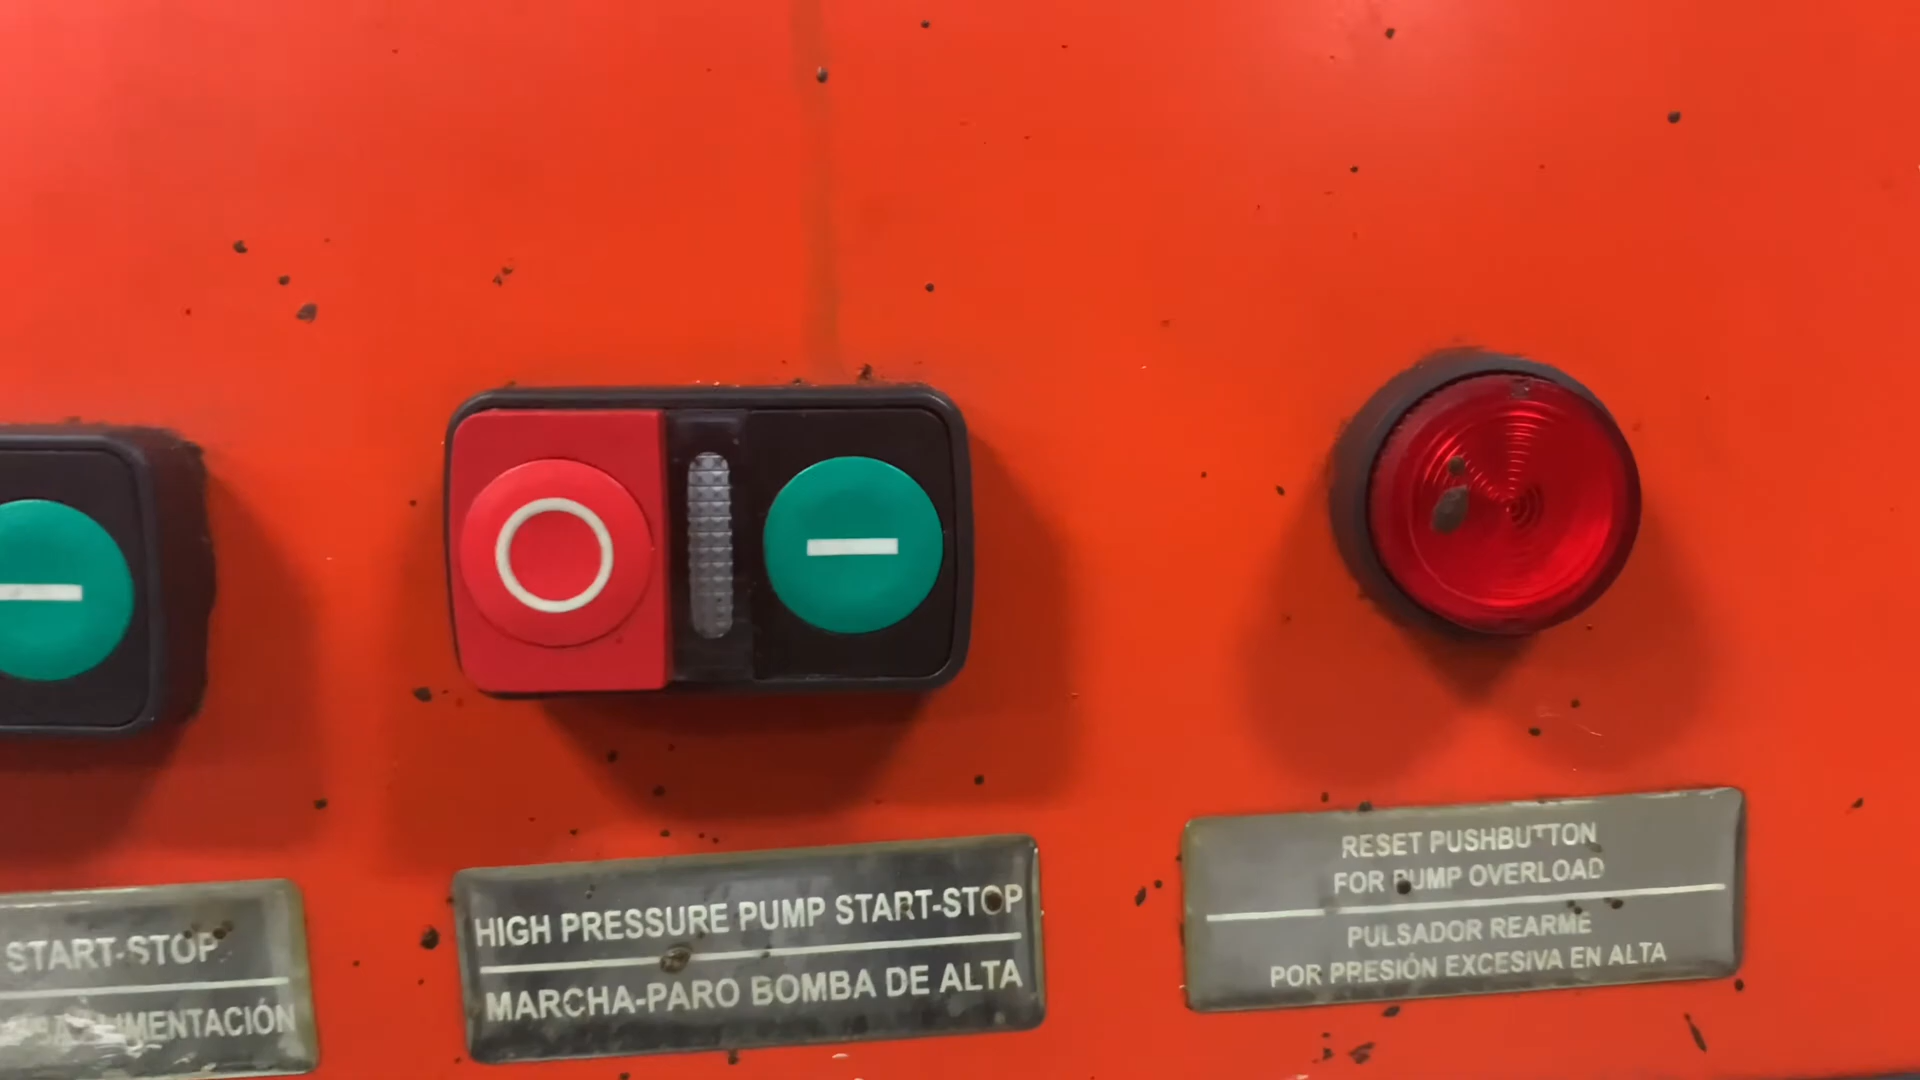 START-STOP
ALIMENTACIÓN
HIGH PRESSURE PUMP START-STOP
MARCHA-PARO BOMBA DE ALTA
RESET PUSHBUTTON
FOR PUMP OVERLOAD
PULSADOR REARME
POR PRESIÓN EXCESIVA EN ALTA